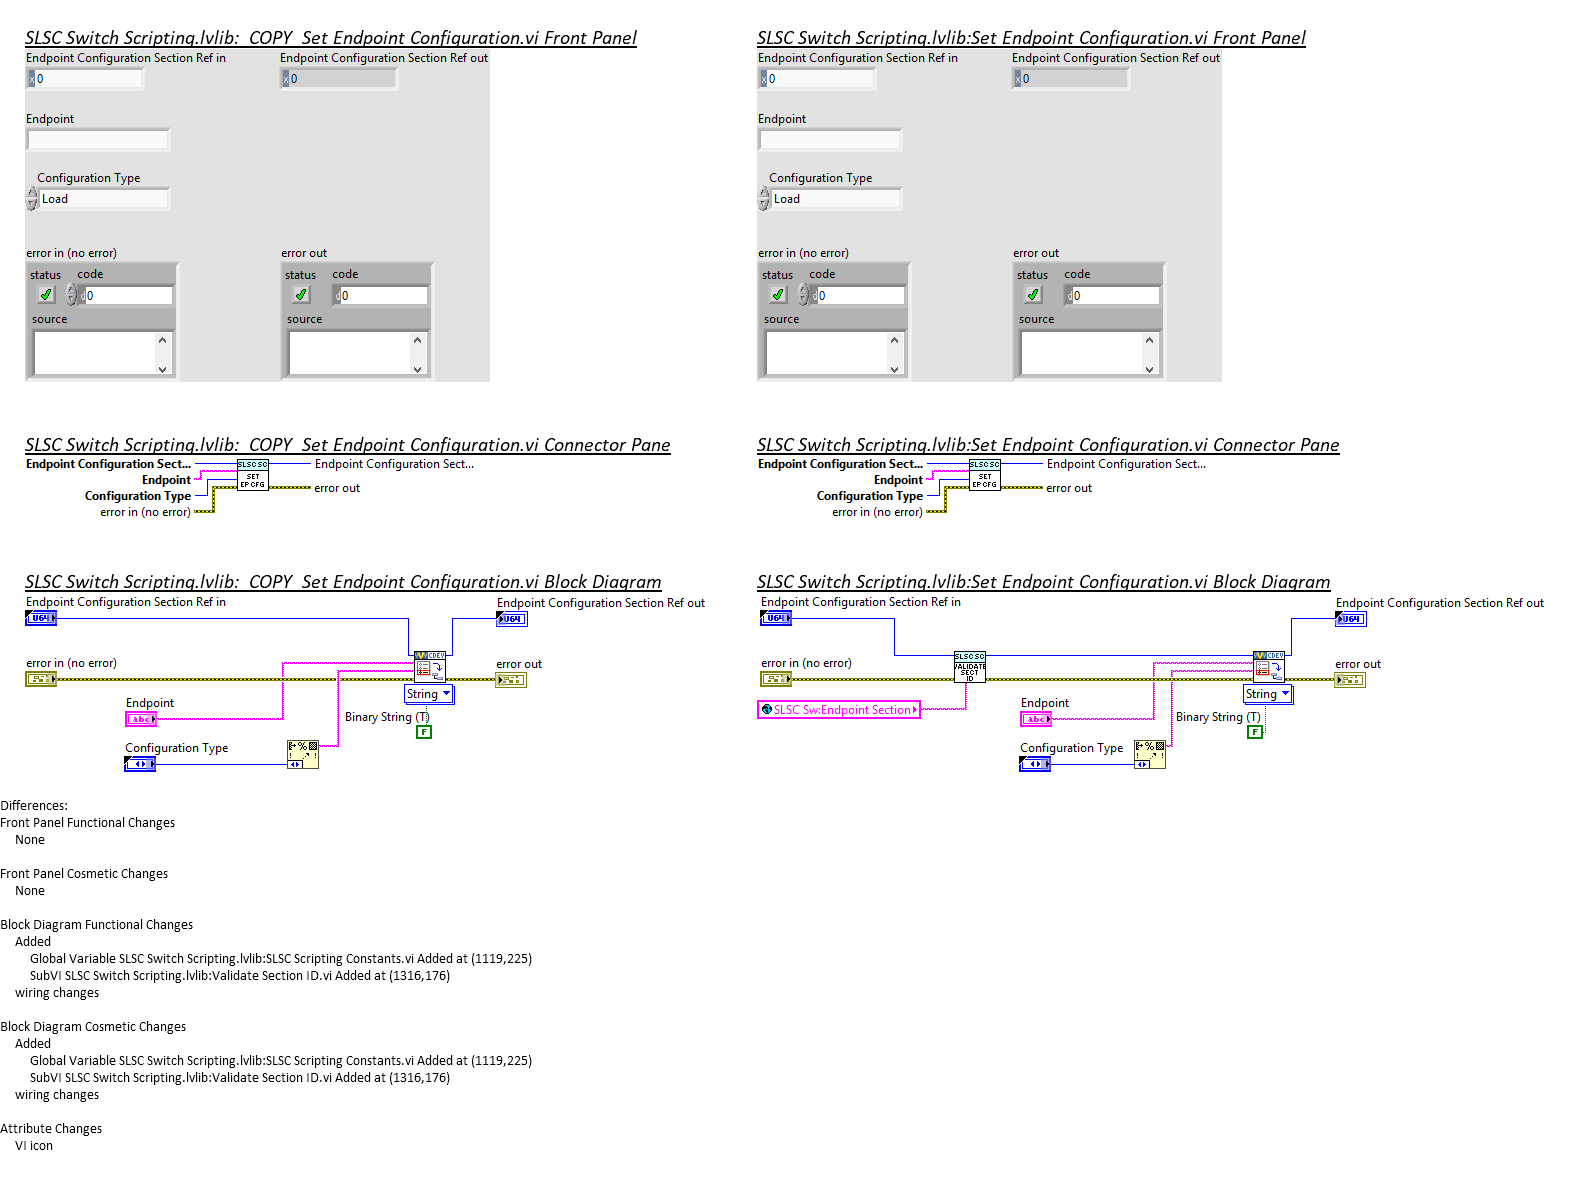 SLSC Switch Scripting.lvlib:_COPY_Set Endpoint Configuration.vi Front Panel
Endpoint Configuration Section Ref in
Endpoint Configuration Section Ref out
x 0
x 0
Endpoint
Configuration Type
Load
error in (no error)
error out
status
code
status
code
d 0
d 0
source
source
SLSC Switch Scripting.lvlib:Set Endpoint Configuration.vi Front Panel
Endpoint Configuration Section Ref in
Endpoint Configuration Section Ref out
x 0
x 0
Endpoint
Configuration Type
Load
error in (no error)
error out
status
code
status
code
d 0
d 0
source
source
SLSC Switch Scripting.lvlib:_COPY_Set Endpoint Configuration.vi Connector Pane
Endpoint Configuration Sect...
Endpoint
Configuration Type
error in (no error)
SLSC SC
SET
EP CFG
Endpoint Configuration Sect...
error out
SLSC Switch Scripting.lvlib:Set Endpoint Configuration.vi Connector Pane
Endpoint Configuration Sect...
Endpoint
Configuration Type
error in (no error)
SLSC SC
SET
EP CFG
Endpoint Configuration Sect...
error out
SLSC Switch Scripting.lvlib:_COPY_Set Endpoint Configuration.vi Block Diagram
Endpoint Configuration Section Ref in
U64
Endpoint Configuration Section Ref out
U64
error in (no error)
CDEV
error out
String
Endpoint
abc
Binary String (T)
F
Configuration Type
SLSC Switch Scripting.lvlib:Set Endpoint Configuration.vi Block Diagram
Endpoint Configuration Section Ref in
U64
Endpoint Configuration Section Ref out
U64
error in (no error)
SLSC SC
VALIDATE
SECT
ID
CDEV
error out
String
SLSC Sw:Endpoint Section
Endpoint
abc
Binary String (T)
F
Configuration Type
Differences:
Front Panel Functional Changes
None
Front Panel Cosmetic Changes
None
Block Diagram Functional Changes
Added
Global Variable SLSC Switch Scripting.lvlib:SLSC Scripting Constants.vi Added at (1119,225)
SubVI SLSC Switch Scripting.lvlib:Validate Section ID.vi Added at (1316,176)
wiring changes
Block Diagram Cosmetic Changes
Added
Global Variable SLSC Switch Scripting.lvlib:SLSC Scripting Constants.vi Added at (1119,225)
SubVI SLSC Switch Scripting.lvlib:Validate Section ID.vi Added at (1316,176)
wiring changes
Attribute Changes
VI icon